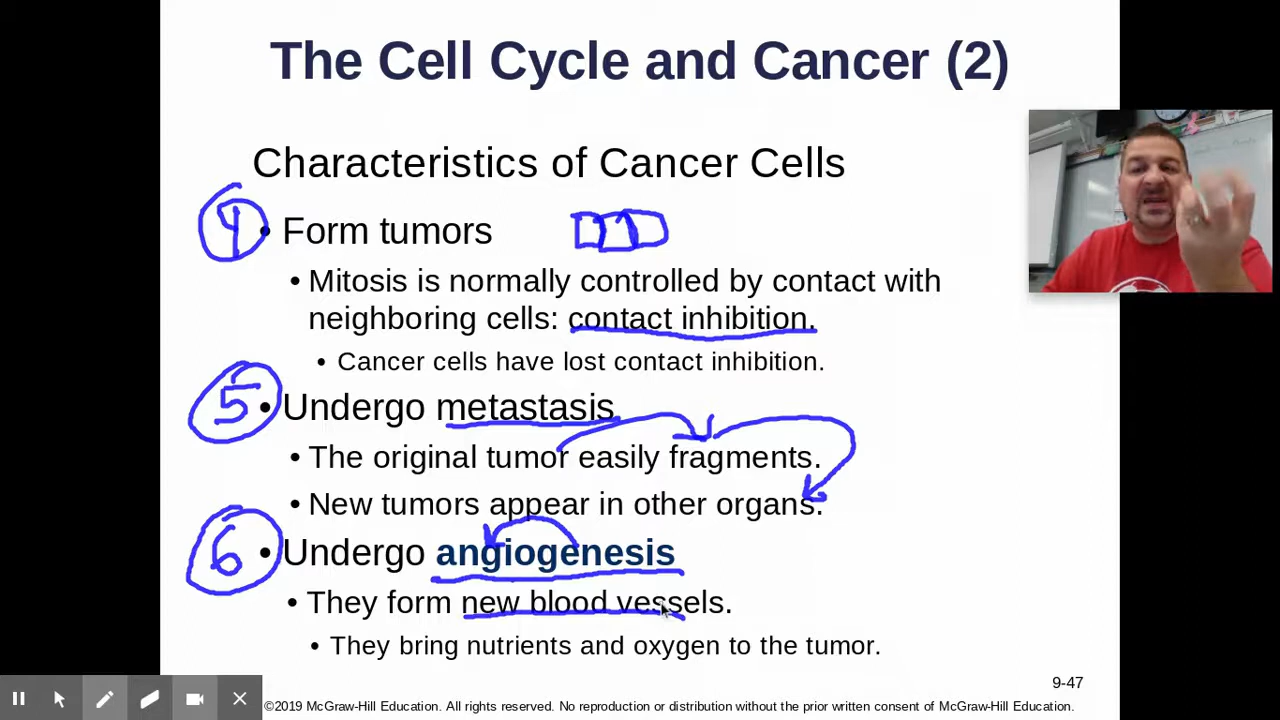 The Cell Cycle and Cancer (2)
Characteristics of Cancer Cells
4 • Form tumors
• Mitosis is normally controlled by contact with
neighboring cells: contact inhibition.
• Cancer cells have lost contact inhibition.
5 • Undergo metastasis
• The original tumor easily fragments.
• New tumors appear in other organs.
6 • Undergo angiogenesis
• They form new blood vessels.
• They bring nutrients and oxygen to the tumor.
9-47
©2019 McGraw-Hill Education. All rights reserved. No reproduction or distribution without the prior written consent of McGraw-Hill Education.